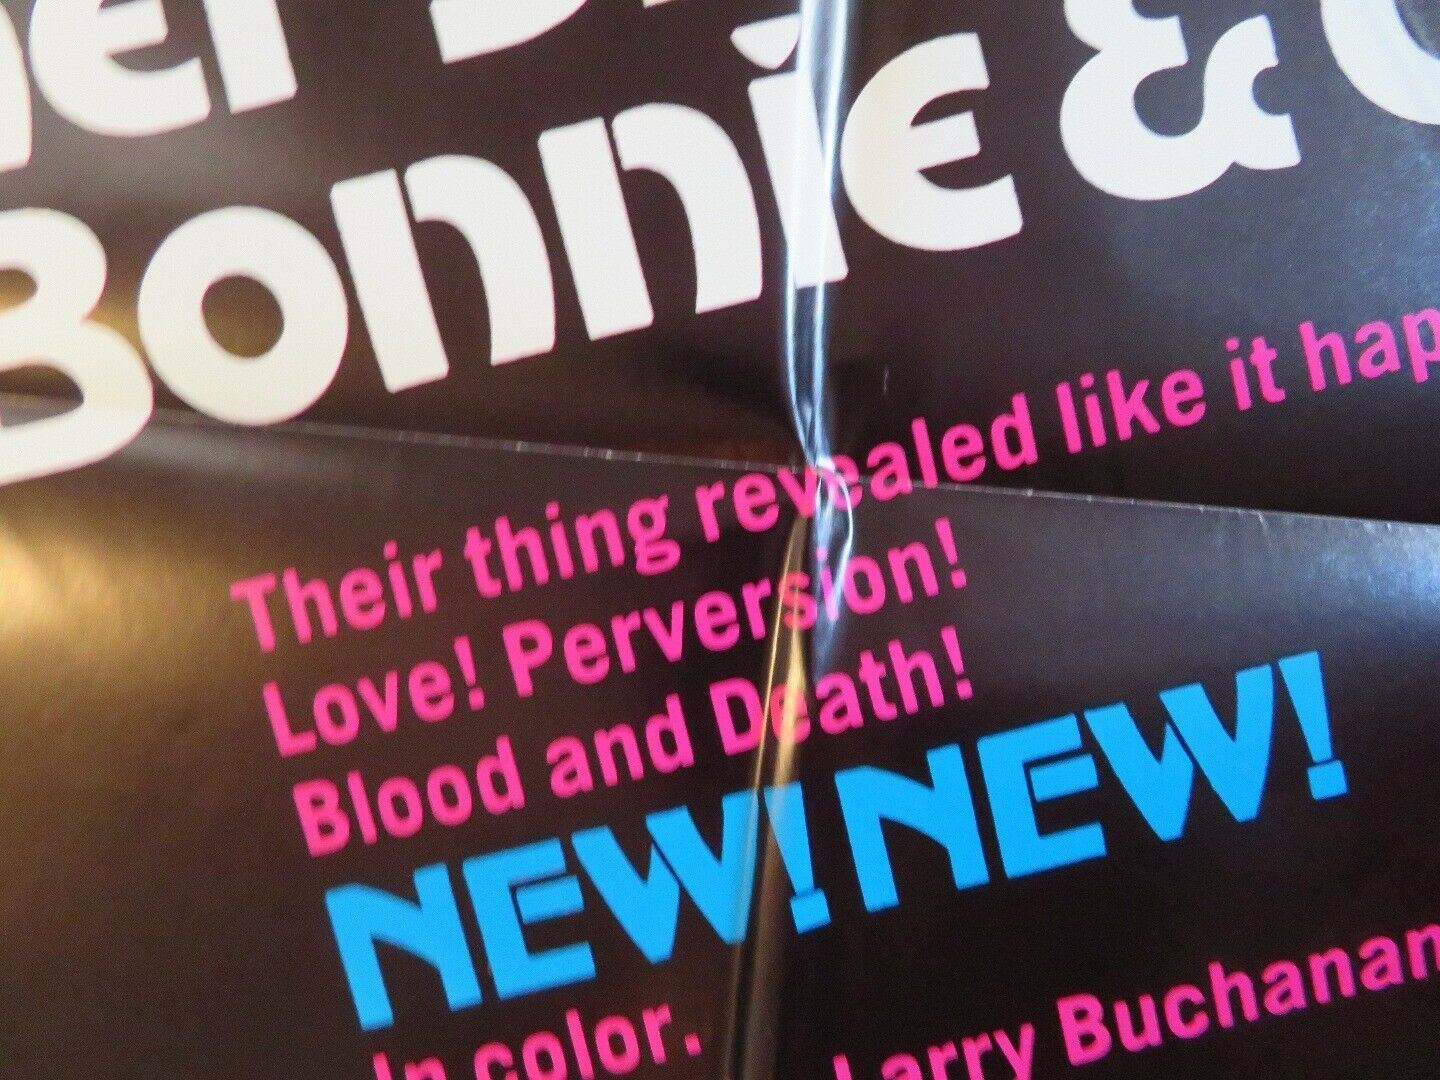 Bonnie &
Their thing revealed like it hap
Love! Perversion!
Blood and Death!
NEW! NEW!
In color. Larry Buchanan